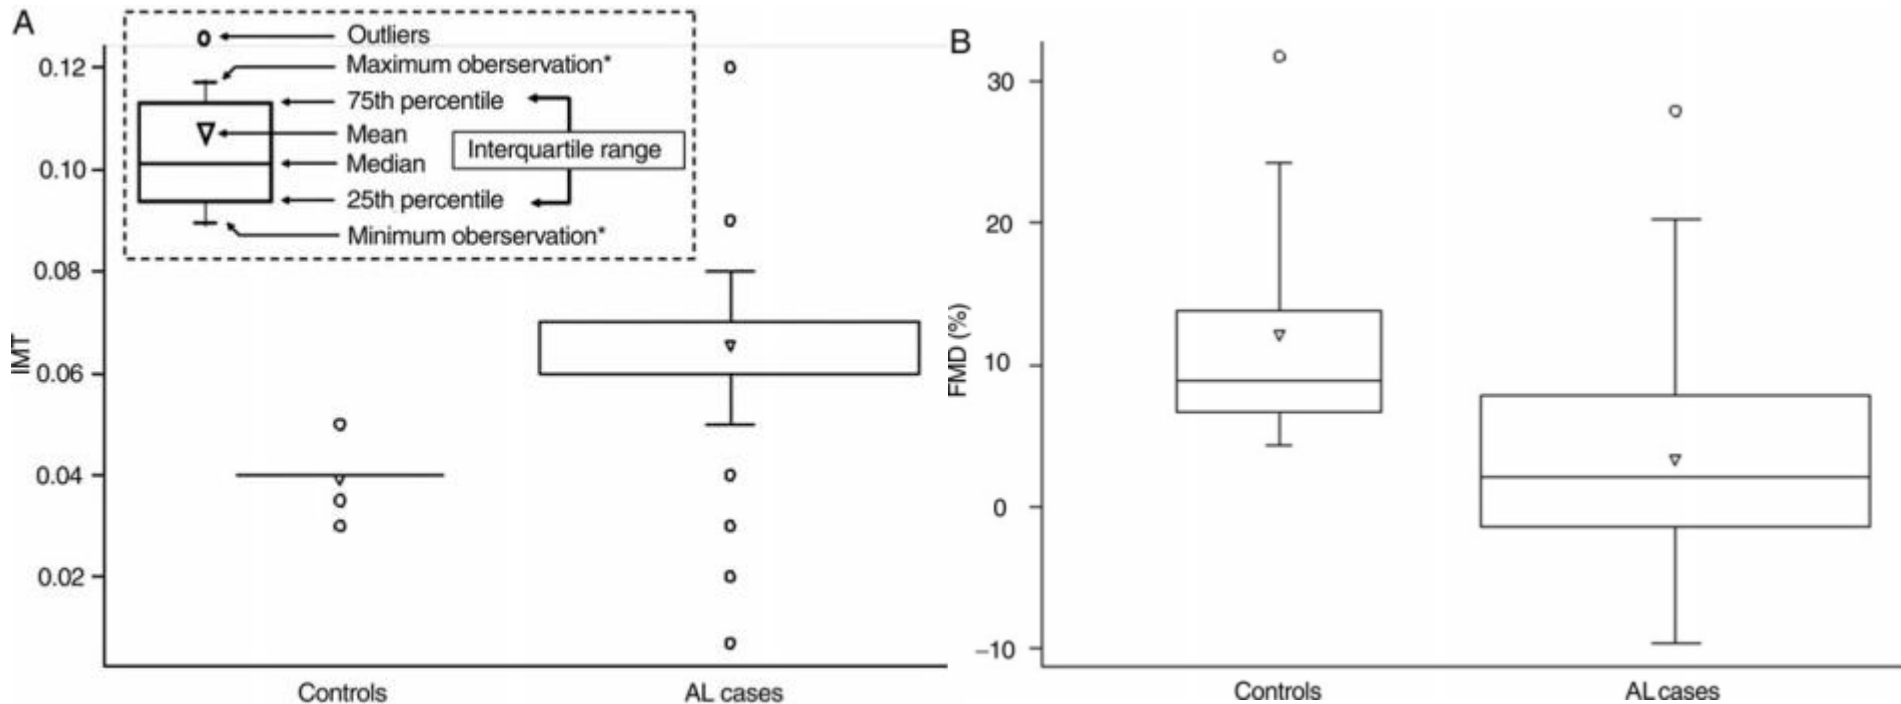 A
Outliers
Maximum oberservation*
75th percentile
Mean
Interquartile range
Median
25th percentile
Minimum oberservation*
0.12
0.10
0.08
0.06
0.04
0.02
IMT
Controls
AL cases
B
30
20
10
0
−10
FMD (%)
Controls
AL cases